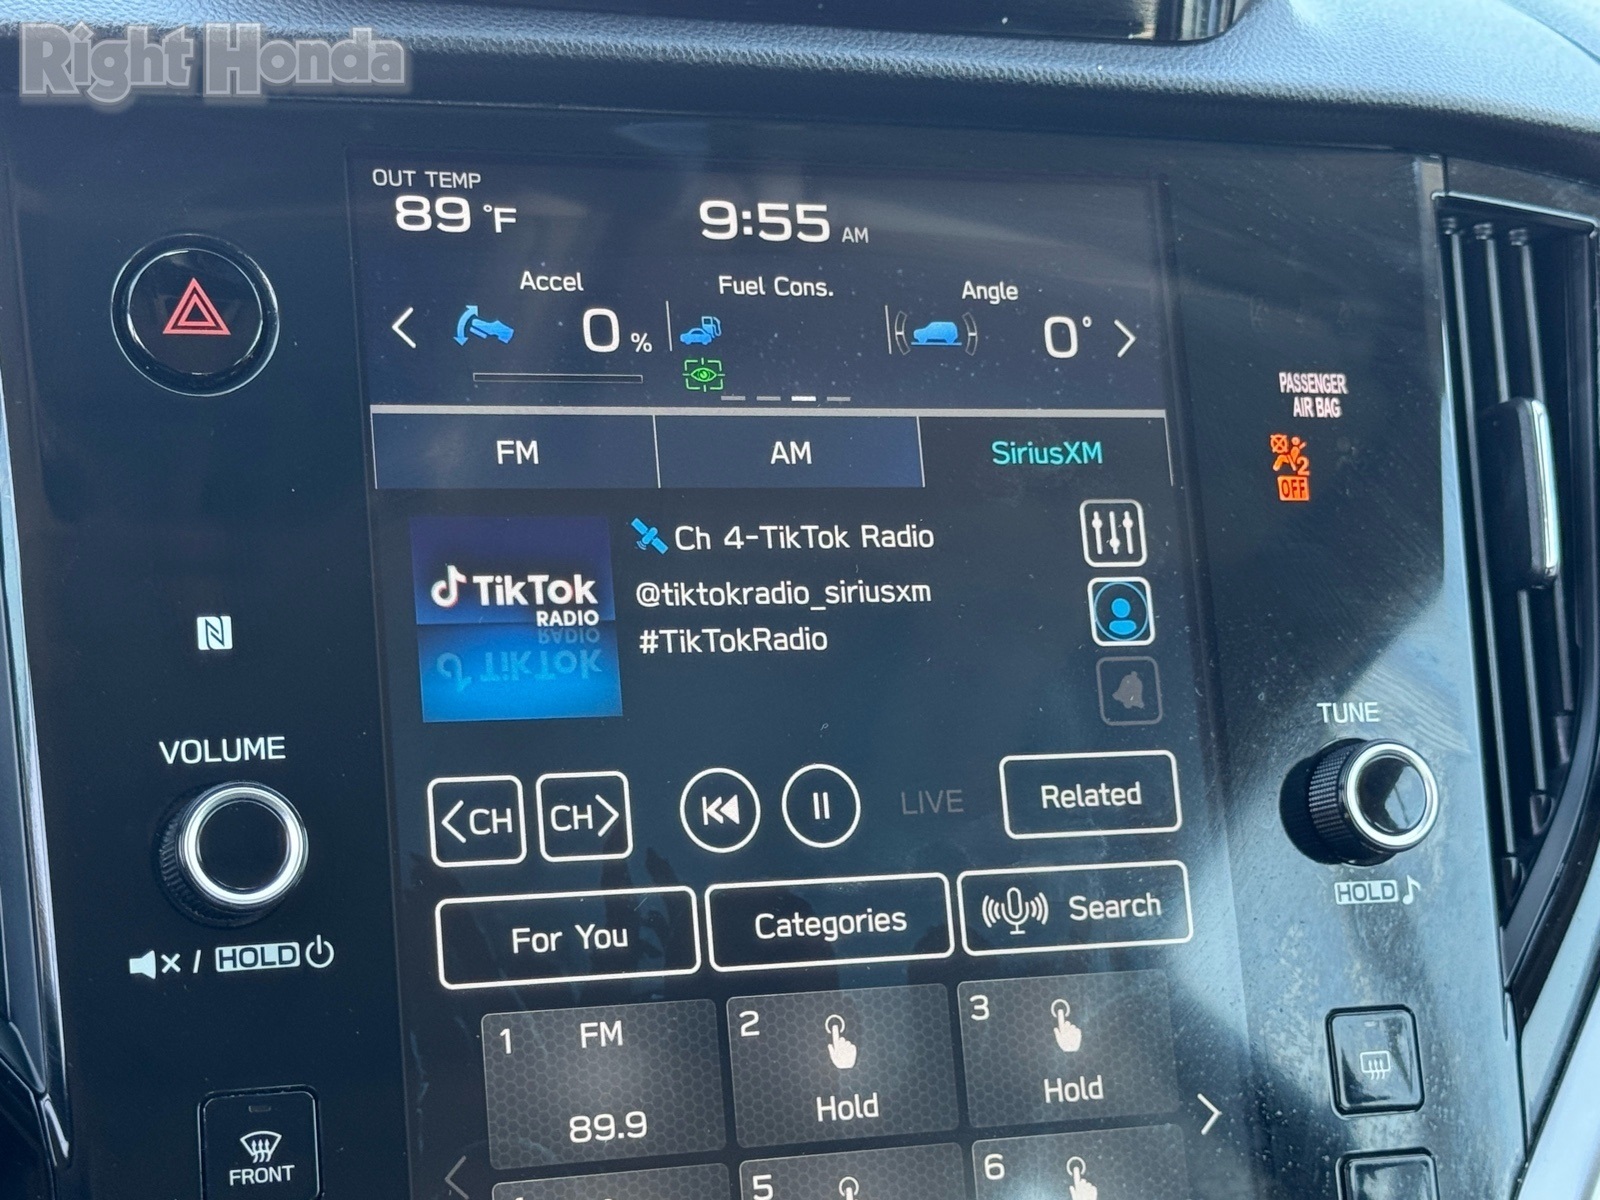 Right Honda
OUT TEMP
89 °F
9:55 AM
Accel
0 %
Fuel Cons.
Angle
0°
PASSENGER
AIR BAG
2
OFF
FM
AM
SiriusXM
TikTok
RADIO
Ch 4-TikTok Radio
@tiktokradio_siriusxm
#TikTokRadio
VOLUME
TUNE
<CH
CH>
LIVE
Related
HOLD
For You
Categories
Search
/ HOLD
1
FM
89.9
2
Hold
3
Hold
FRONT
5
6